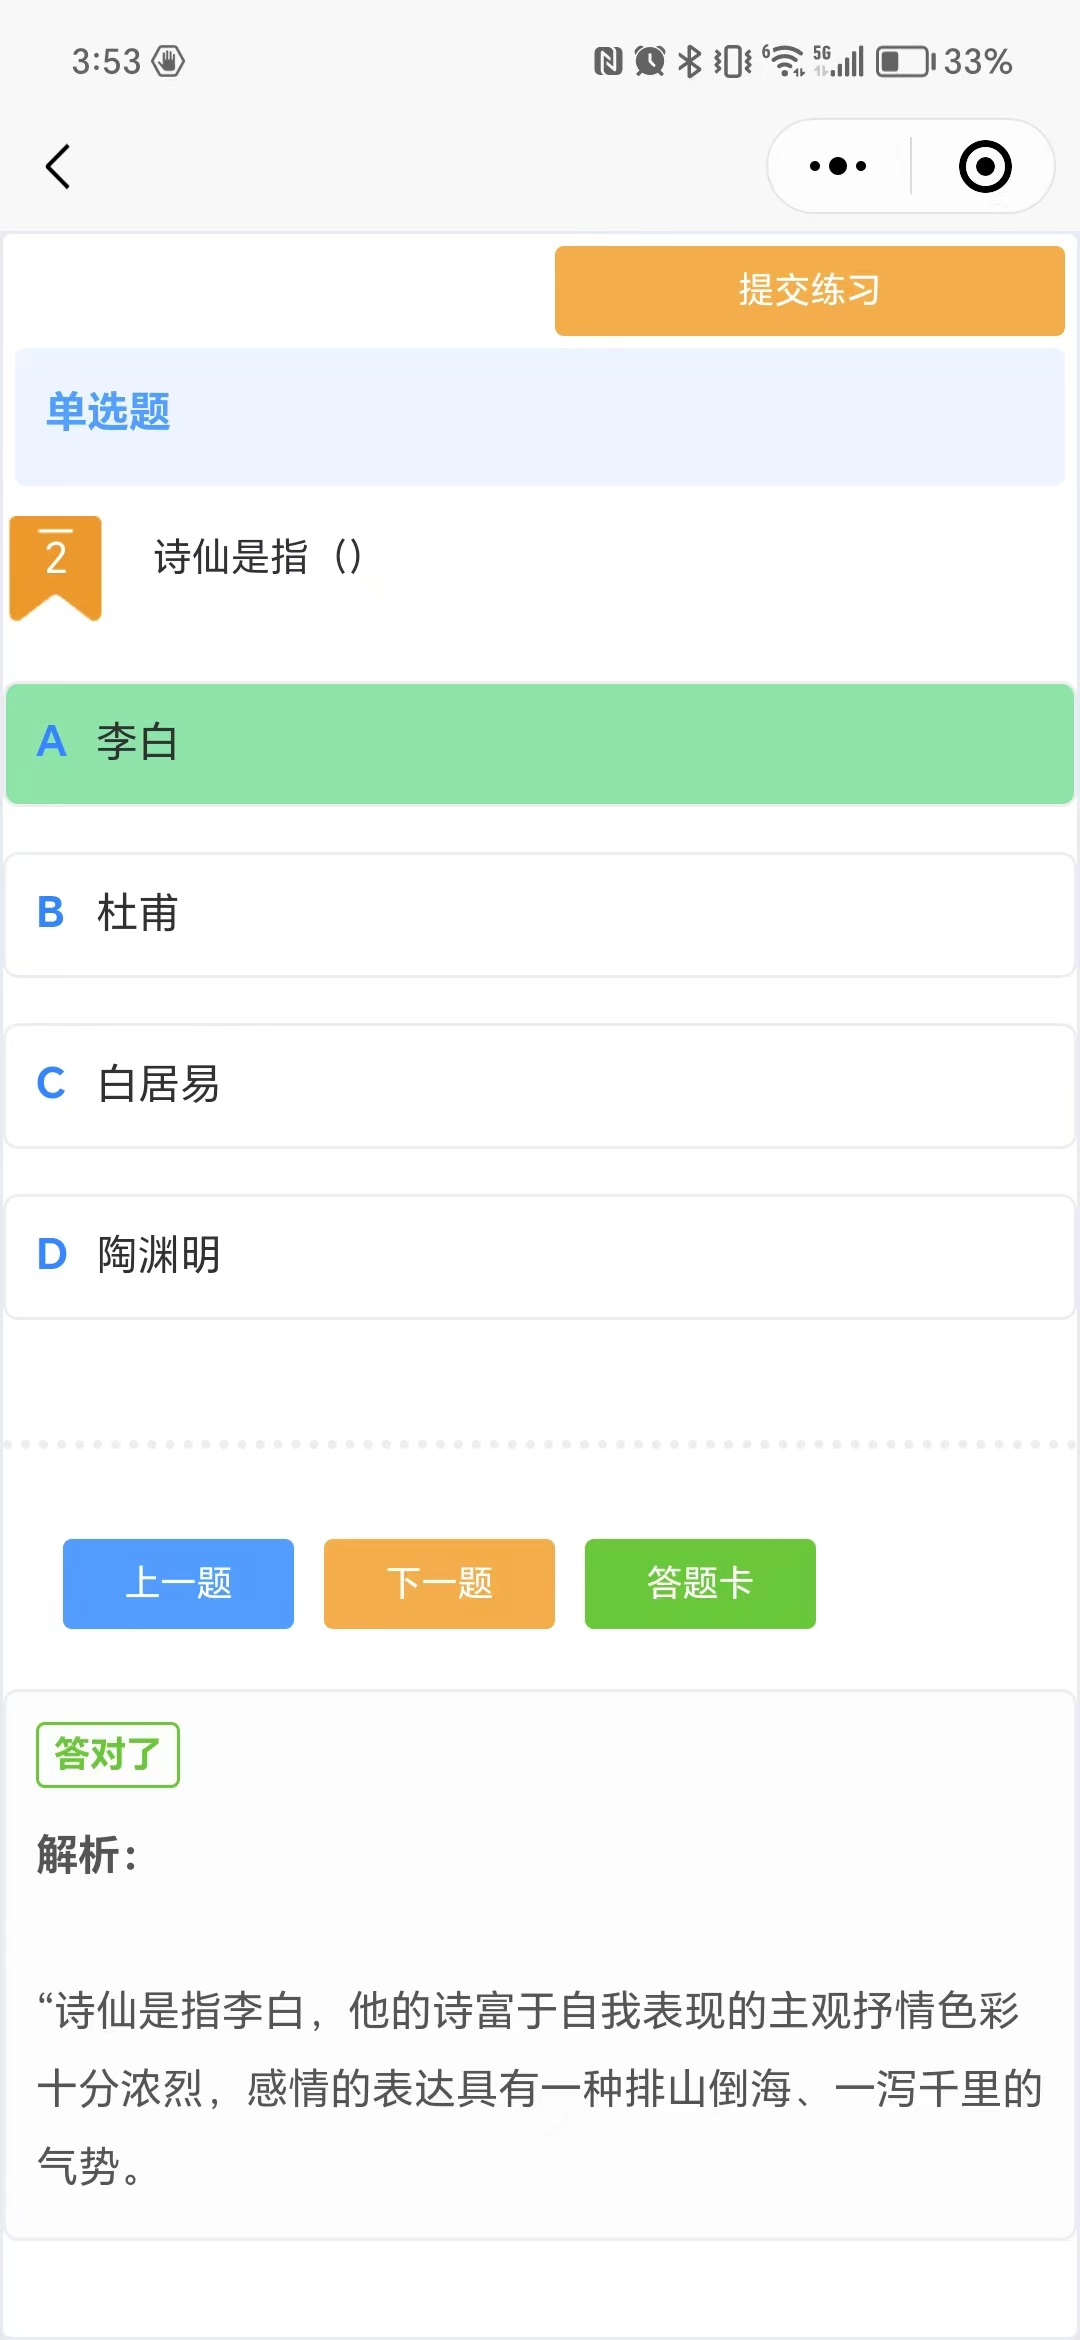 3:53
6 5G 33%
提交练习
单选题
2 诗仙是指（）
A 李白
B 杜甫
C 白居易
D 陶渊明
上一题 下一题 答题卡
答对了
解析：
“诗仙是指李白，他的诗富于自我表现的主观抒情色彩
十分浓烈，感情的表达具有一种排山倒海、一泻千里的
气势。